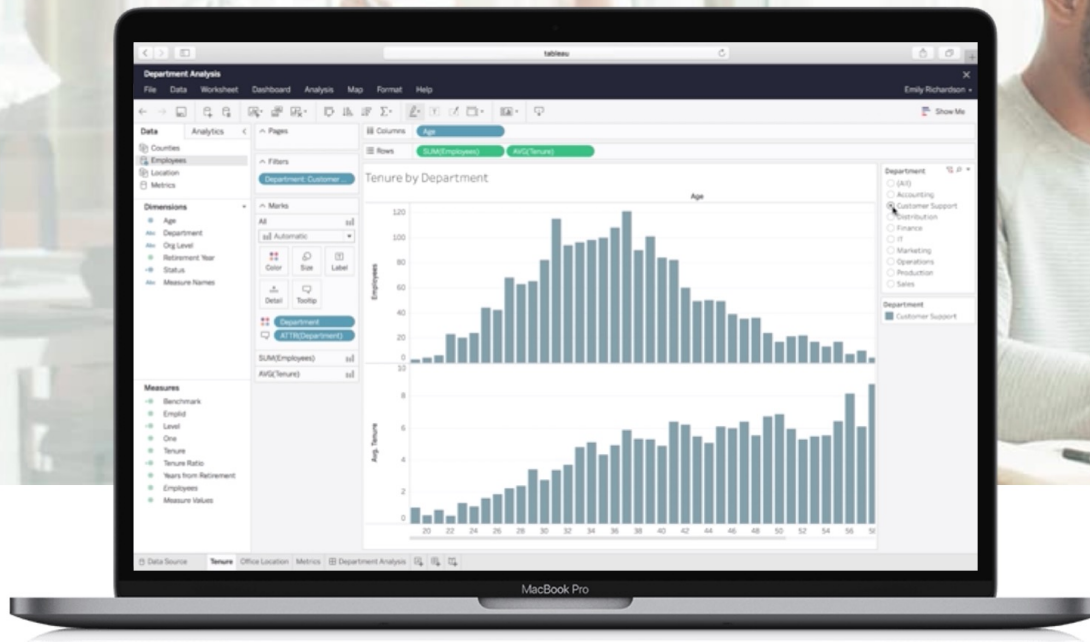 tableau
Department Analysis
File Data Worksheet Dashboard Analysis Map Format Help
Emily Richardson
Show Me
Data Analytics
Counties
Employees
Location
Metrics
Dimensions
Age
Abc Department
Abc Org Level
Retirement Year
Status
Abc Measure Names
Measures
Benchmark
Emplid
Level
One
Tenure
Tenure Ratio
Years from Retirement
Employees
Measure Values
Pages
Filters
Department: Customer ...
Marks
All
Automatic
Color Size Label
Detail Tooltip
Department
ATTR(Department)
SUM(Employees)
AVG(Tenure)
Columns Age
Rows SUM(Employees) AVG(Tenure)
Tenure by Department
Age
Employees
120
100
80
60
40
20
0
Avg. Tenure
10
8
6
4
2
0
20 22 24 26 28 30 32 34 36 38 40 42 44 46 48 50 52 54 56 58
Department
(All)
Accounting
Customer Support
Distribution
Finance
IT
Marketing
Operations
Production
Sales
Department
Customer Support
Data Source Tenure Office Location Metrics Department Analysis
MacBook Pro